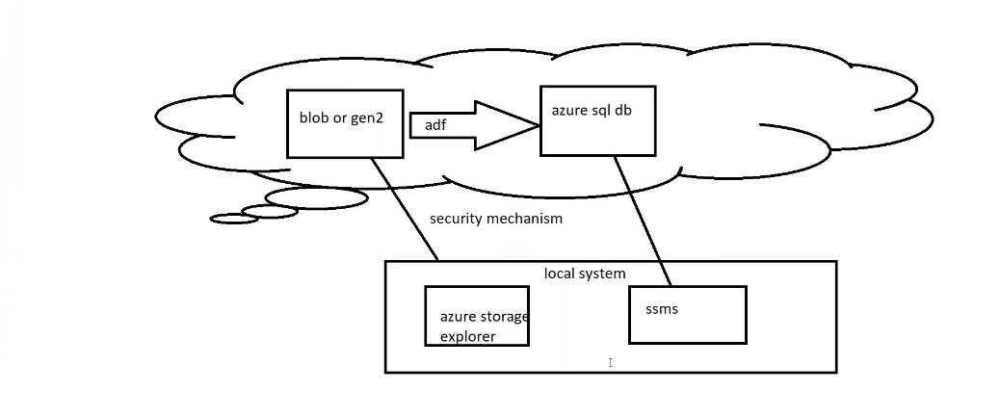 blob or gen2
adf
azure sql db
security mechanism
local system
azure storage
explorer
ssms